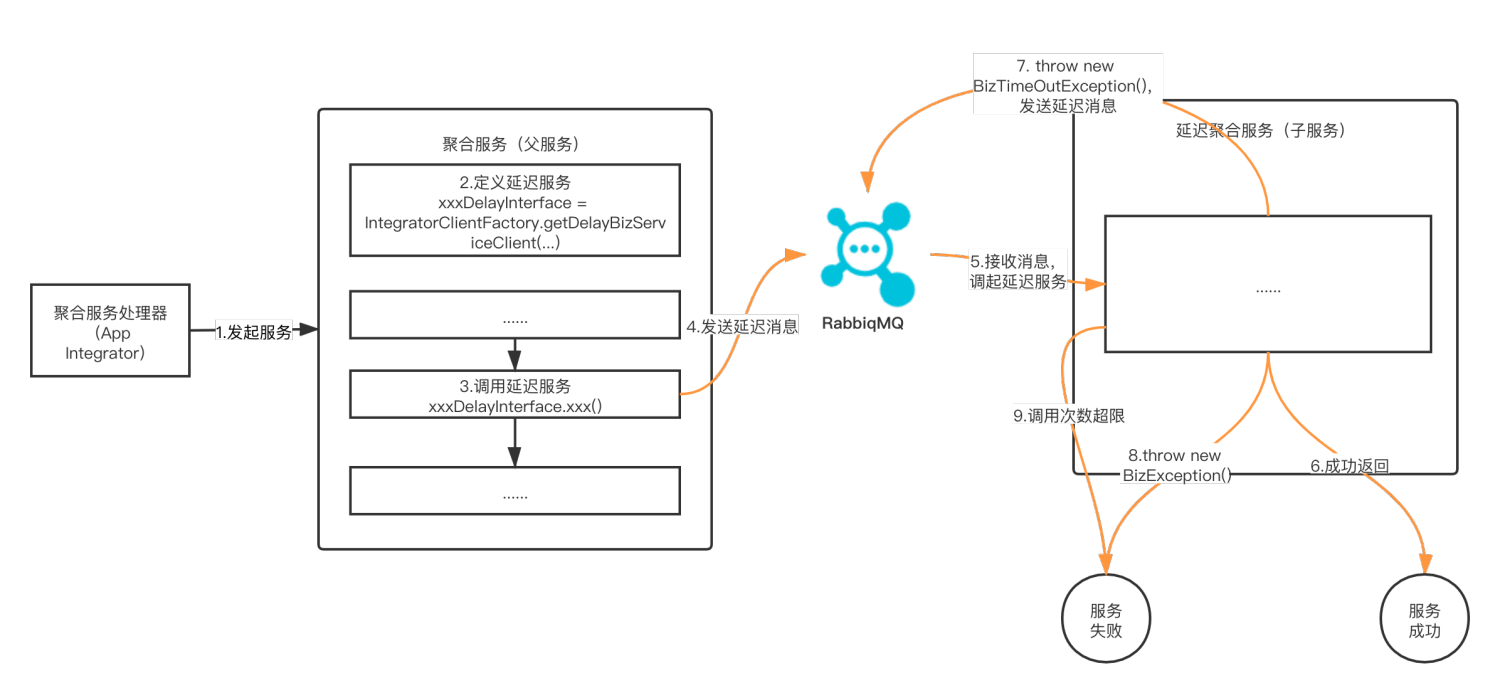 聚合服务处理器
（App
Integrator）
1.发起服务
聚合服务（父服务）
2.定义延迟服务
xxxDelayInterface =
IntegratorClientFactory.getDelayBizServ
iceClient(...)
......
3.调用延迟服务
xxxDelayInterface.xxx()
......
4.发送延迟消息
RabbiqMQ
7. throw new
BizTimeOutException(),
发送延迟消息
延迟聚合服务（子服务）
5.接收消息，
调起延迟服务
......
9.调用次数超限
8.throw new
BizException()
6.成功返回
服务
失败
服务
成功